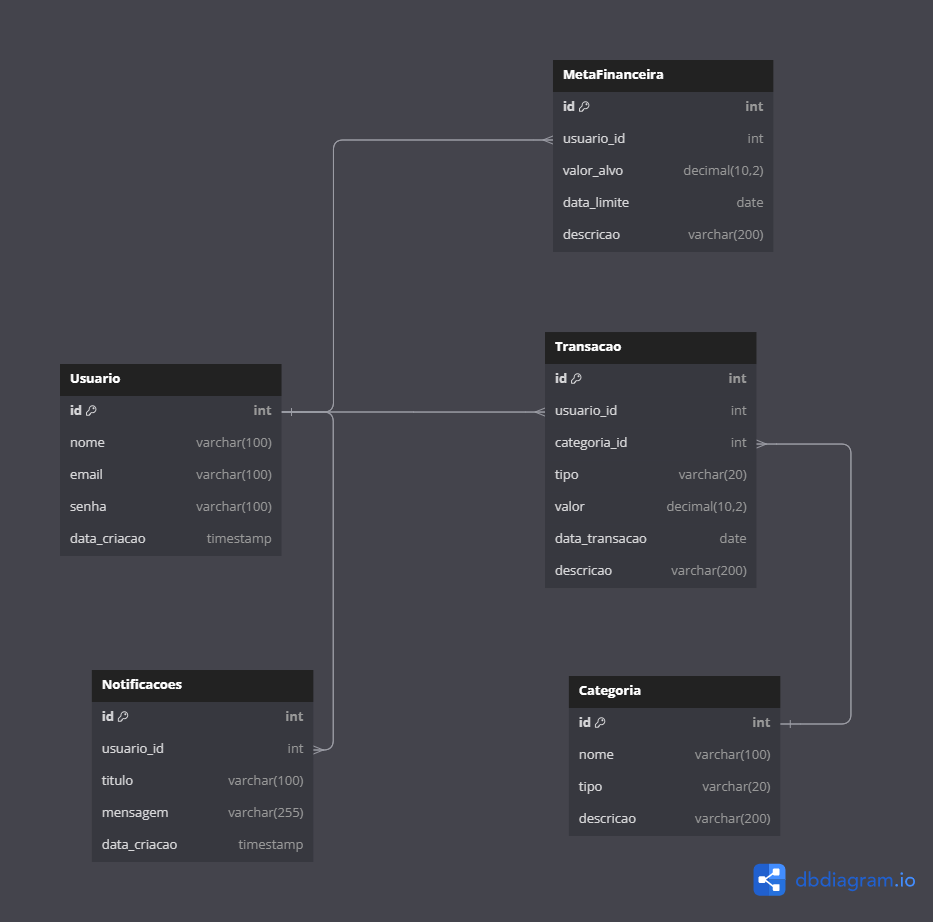 MetaFinanceira
id int
usuario_id int
valor_alvo decimal(10,2)
data_limite date
descricao varchar(200)
Transacao
id int
usuario_id int
categoria_id int
tipo varchar(20)
valor decimal(10,2)
data_transacao date
descricao varchar(200)
Usuario
id int
nome varchar(100)
email varchar(100)
senha varchar(100)
data_criacao timestamp
Notificacoes
id int
usuario_id int
titulo varchar(100)
mensagem varchar(255)
data_criacao timestamp
Categoria
id int
nome varchar(100)
tipo varchar(20)
descricao varchar(200)
dbdiagram.io